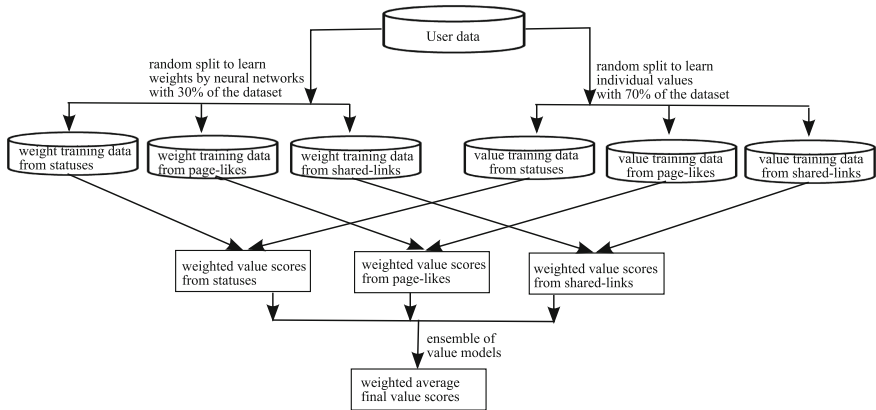 User data
random split to learn
weights by neural networks
with 30% of the dataset
random split to learn
individual values
with 70% of the dataset
weight training data
from statuses
weight training data
from page-likes
weight training data
from shared-links
value training data
from statuses
value training data
from page-likes
value training data
from shared-links
weighted value scores
from statuses
weighted value scores
from page-likes
weighted value scores
from shared-links
ensemble of
value models
weighted average
final value scores